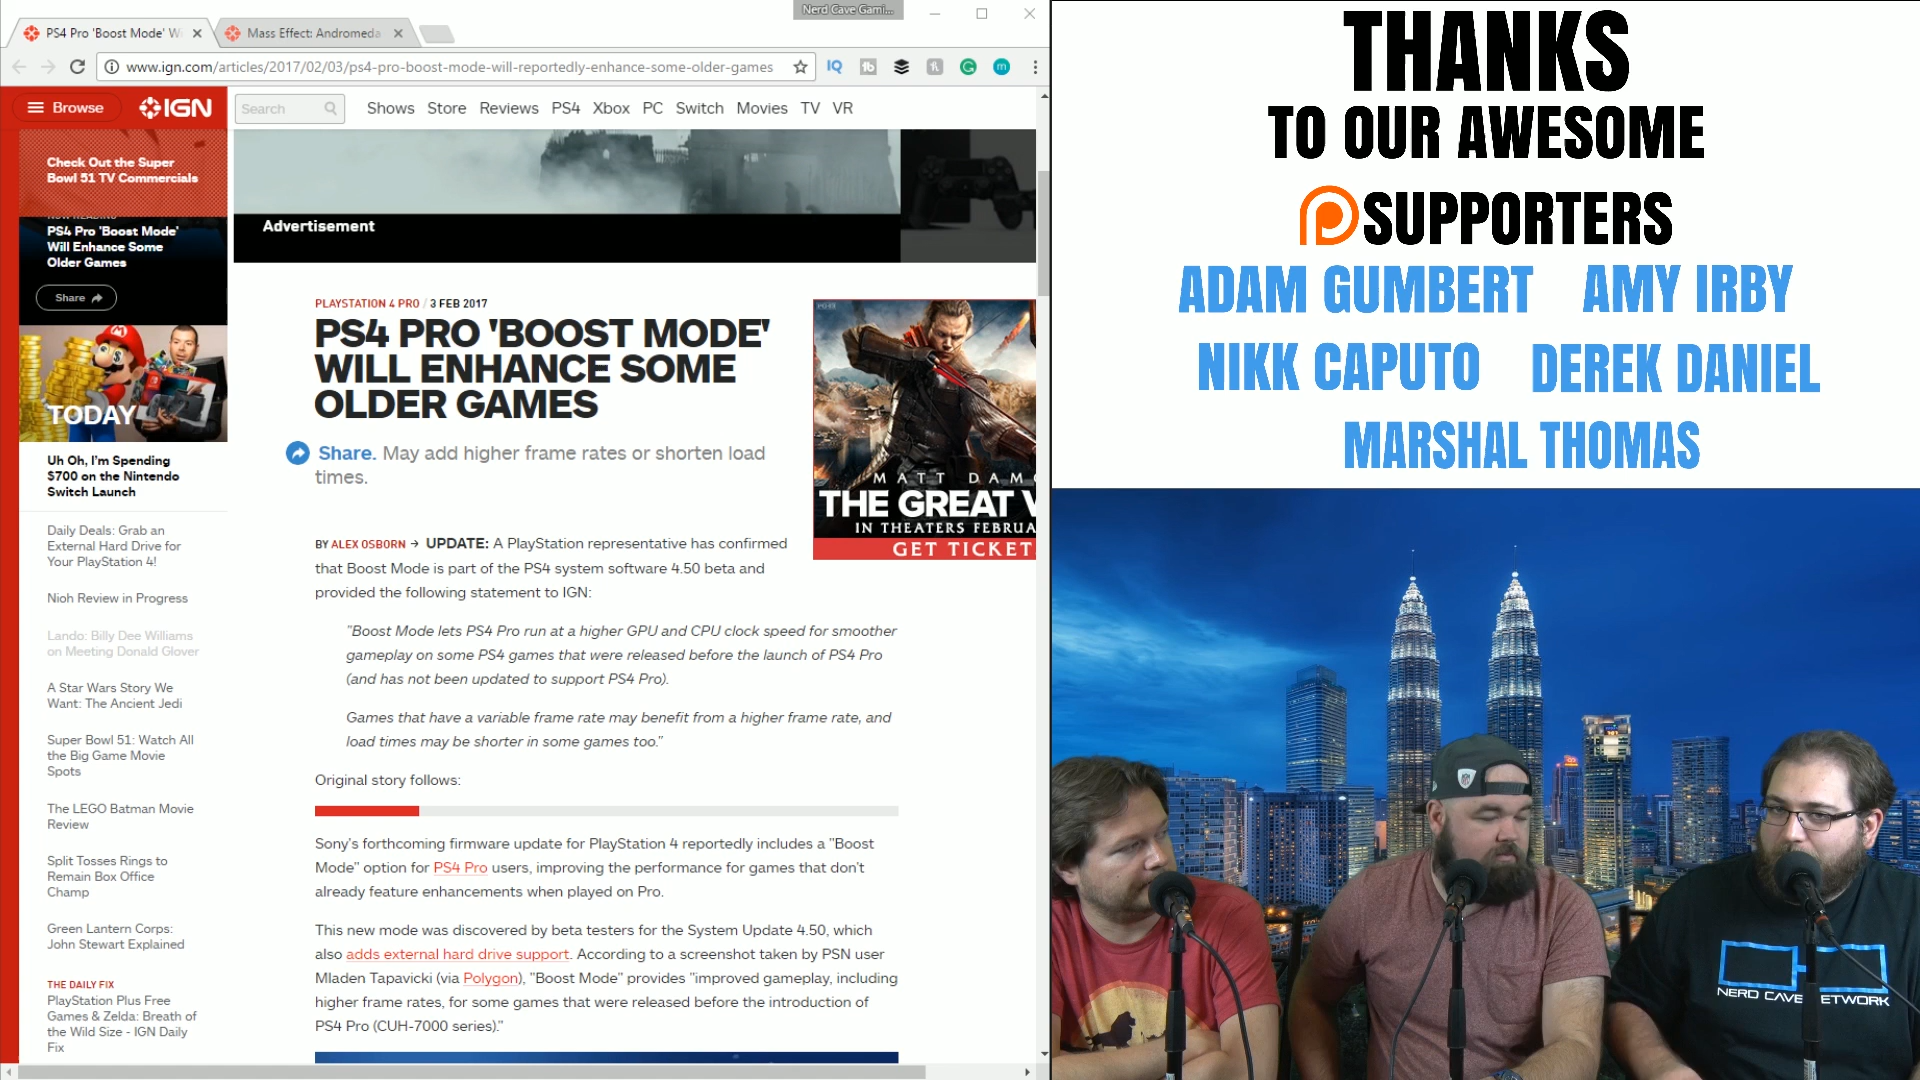 Nerd Cave Gami...
PS4 Pro 'Boost Mode' Wi
Mass Effect: Andromeda
www.ign.com/articles/2017/02/03/ps4-pro-boost-mode-will-reportedly-enhance-some-older-games
Browse
IGN
Search
Shows Store Reviews PS4 Xbox PC Switch Movies TV VR
Check Out the Super
Bowl 51 TV Commercials
NOW READING
PS4 Pro 'Boost Mode'
Will Enhance Some
Older Games
Share
TODAY
Uh Oh, I'm Spending
$700 on the Nintendo
Switch Launch
Daily Deals: Grab an
External Hard Drive for
Your PlayStation 4!
Nioh Review in Progress
Lando: Billy Dee Williams
on Meeting Donald Glover
A Star Wars Story We
Want: The Ancient Jedi
Super Bowl 51: Watch All
the Big Game Movie
Spots
The LEGO Batman Movie
Review
Split Tosses Rings to
Remain Box Office
Champ
Green Lantern Corps:
John Stewart Explained
THE DAILY FIX
PlayStation Plus Free
Games & Zelda: Breath of
the Wild Size - IGN Daily
Fix
Advertisement
PLAYSTATION 4 PRO / 3 FEB 2017
PS4 PRO 'BOOST MODE'
WILL ENHANCE SOME
OLDER GAMES
Share. May add higher frame rates or shorten load
times.
BY ALEX OSBORN → UPDATE: A PlayStation representative has confirmed
that Boost Mode is part of the PS4 system software 4.50 beta and
provided the following statement to IGN:
"Boost Mode lets PS4 Pro run at a higher GPU and CPU clock speed for smoother
gameplay on some PS4 games that were released before the launch of PS4 Pro
(and has not been updated to support PS4 Pro).
Games that have a variable frame rate may benefit from a higher frame rate, and
load times may be shorter in some games too."
Original story follows:
Sony's forthcoming firmware update for PlayStation 4 reportedly includes a "Boost
Mode" option for PS4 Pro users, improving the performance for games that don't
already feature enhancements when played on Pro.
This new mode was discovered by beta testers for the System Update 4.50, which
also adds external hard drive support. According to a screenshot taken by PSN user
Mladen Tapavicki (via Polygon), "Boost Mode" provides "improved gameplay, including
higher frame rates, for some games that were released before the introduction of
PS4 Pro (CUH-7000 series)."
MATT DAM
THE GREAT
IN THEATERS FEBRUA
GET TICKET
THANKS
TO OUR AWESOME
SUPPORTERS
ADAM GUMBERT AMY IRBY
NIKK CAPUTO DEREK DANIEL
MARSHAL THOMAS
NERD CAVE ETWORK